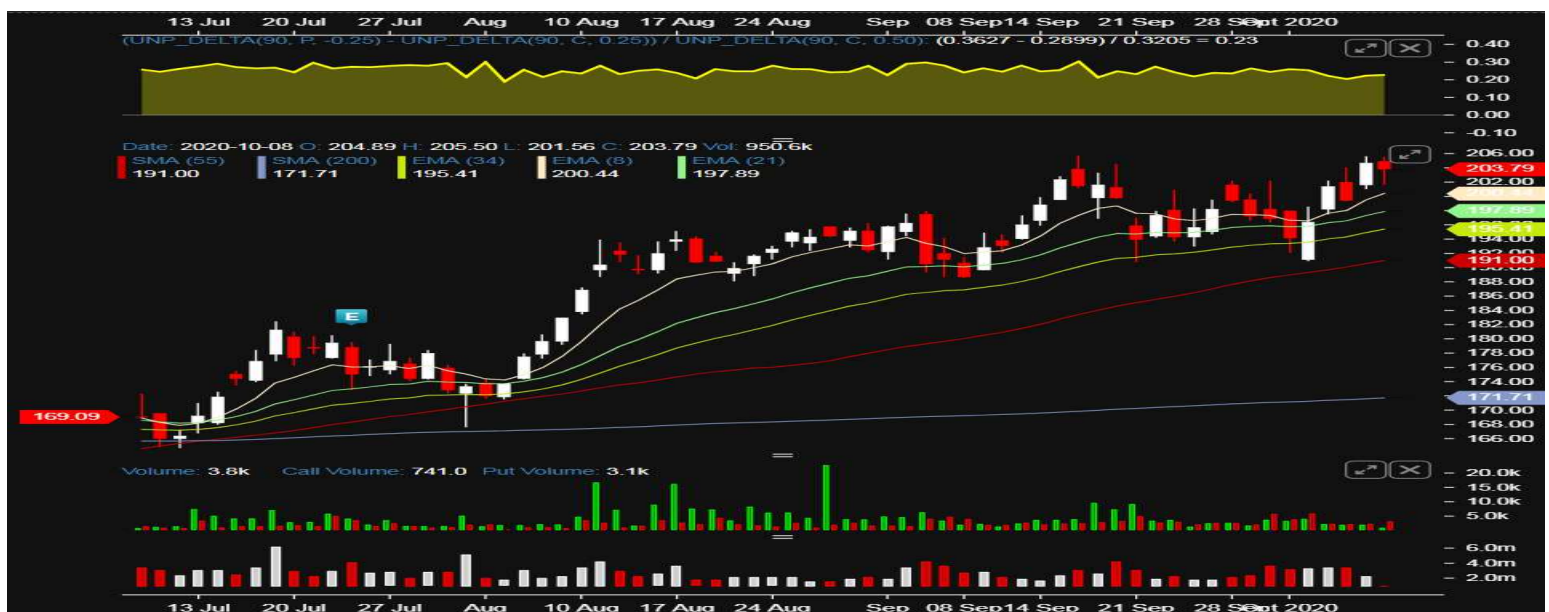 13 Jul 20 Jul 27 Jul Aug 10 Aug 17 Aug 24 Aug Sep 08 Sep 14 Sep 21 Sep 28 Sep 2020
(UNP_DELTA(90, P, -0.25) - UNP_DELTA(90, C, 0.25)) / UNP_DELTA(90, C, 0.50): (0.3627 - 0.2899) / 0.3205 = 0.23
0.40
0.30
0.20
0.10
0.00
-0.10
Date: 2020-10-08 O: 204.89 H: 205.50 L: 201.56 C: 203.79 Vol: 950.6k
SMA (55) SMA (200) EMA (34) EMA (8) EMA (21)
191.00 171.71 195.41 200.44 197.89
206.00
203.79
202.00
200.44
197.89
195.41
194.00
191.00
188.00
186.00
184.00
182.00
180.00
178.00
176.00
174.00
171.71
170.00
168.00
166.00
E
169.09
Volume: 3.8k Call Volume: 741.0 Put Volume: 3.1k
20.0k
15.0k
10.0k
5.0k
6.0m
4.0m
2.0m
13 Jul 20 Jul 27 Jul Aug 10 Aug 17 Aug 24 Aug Sep 08 Sep 14 Sep 21 Sep 28 Sep 2020